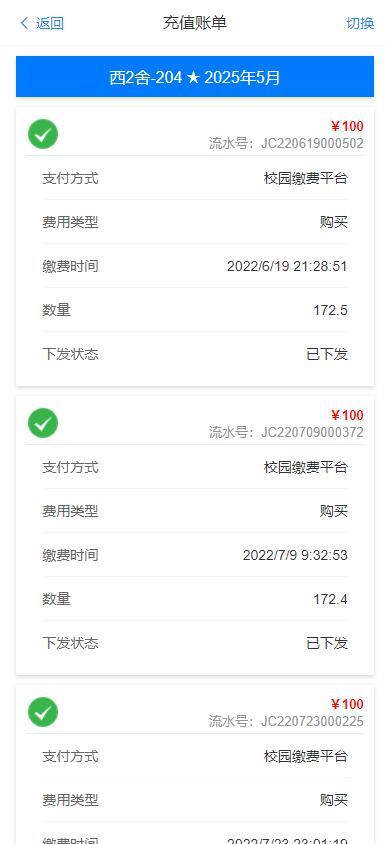 返回 充值账单 切换
西2舍-204 ★ 2025年5月
￥100
流水号：JC220619000502
支付方式 校园缴费平台
费用类型 购买
缴费时间 2022/6/19 21:28:51
数量 172.5
下发状态 已下发
￥100
流水号：JC220709000372
支付方式 校园缴费平台
费用类型 购买
缴费时间 2022/7/9 9:32:53
数量 172.4
下发状态 已下发
￥100
流水号：JC220723000225
支付方式 校园缴费平台
费用类型 购买
缴费时间 2022/7/23 23:01:19